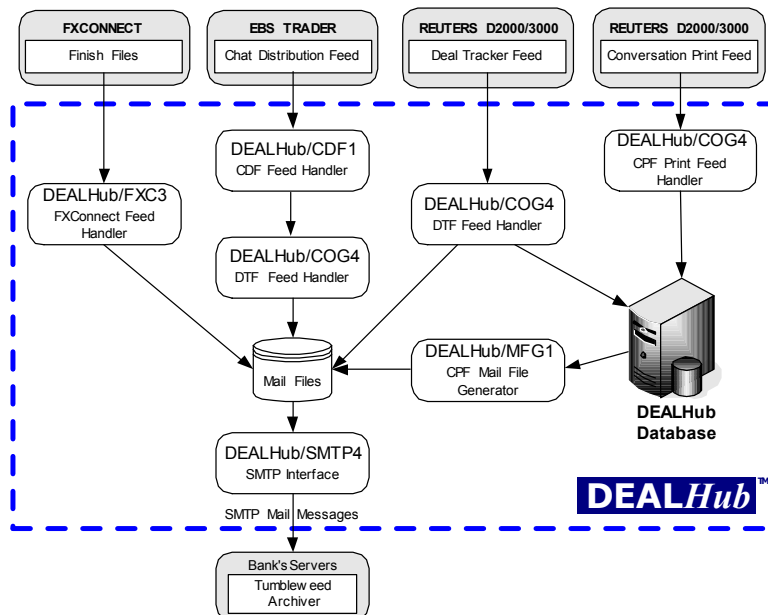 FXCONNECT
Finish Files
EBS TRADER
Chat Distribution Feed
REUTERS D2000/3000
Deal Tracker Feed
REUTERS D2000/3000
Conversation Print Feed
DEALHub/CDF1
CDF Feed Handler
DEALHub/COG4
CPF Print Feed
Handler
DEALHub/FXC3
FXConnect Feed
Handler
DEALHub/COG4
DTF Feed Handler
DEALHub/COG4
DTF Feed Handler
Mail Files
DEALHub/MFG1
CPF Mail File
Generator
DEALHub
Database
DEALHub/SMTP4
SMTP Interface
DEALHub™
SMTP Mail Messages
Bank's Servers
Tumbleweed
Archiver